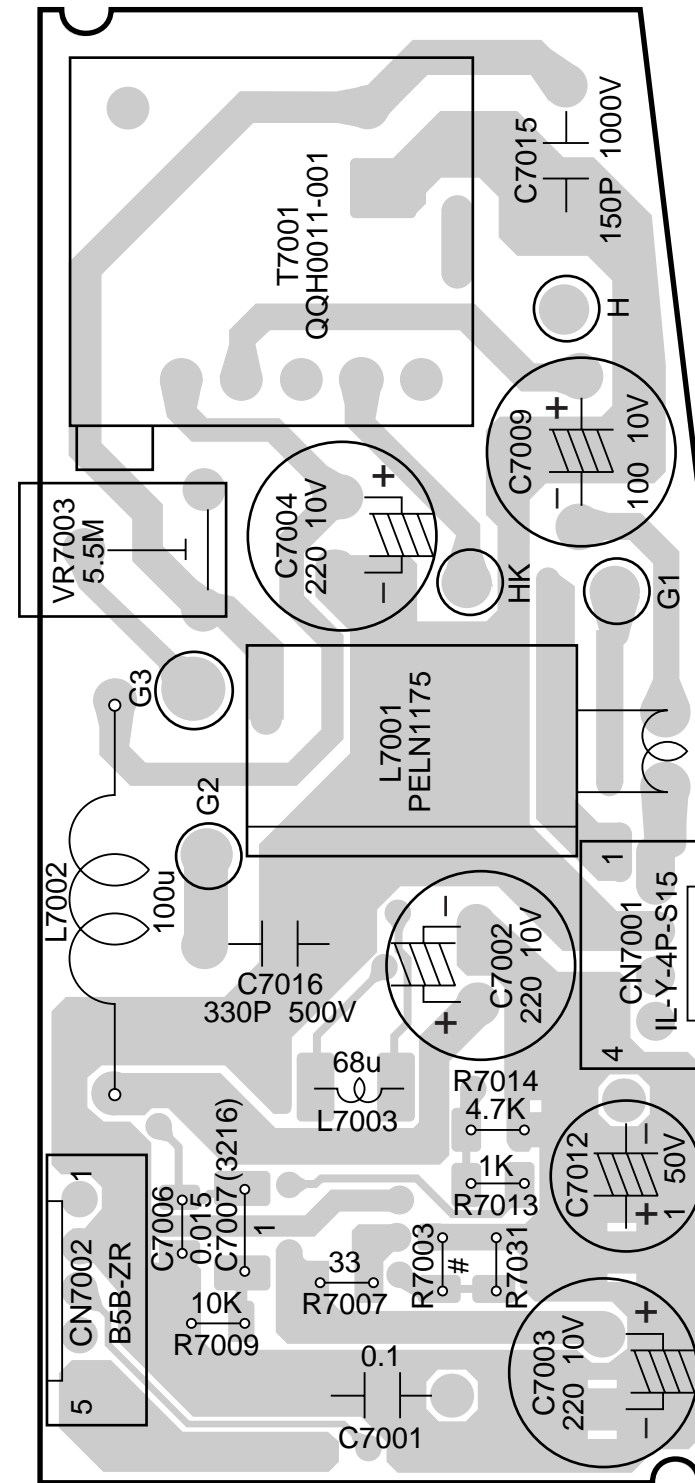 C7015
150P 1000V
T7001
QQH0011-001
H
C7009
100 10V
+
−
VR7003
5.5M
C7004
220 10V
+
−
HK
G1
G3
L7001
PELN1175
G2
L7002
100u
C7016
330P 500V
C7002
220 10V
−
+
1
CN7001
IL-Y-4P-S15
4
68u
L7003
R7014
4.7K
1K
R7013
C7012
1 50V
−
+
1
CN7002
B5B-ZR
5
C7006
0.015
C7007(3216)
1
33
R7007
R7003
#
R7031
10K
R7009
0.1
C7001
C7003
220 10V
+
−